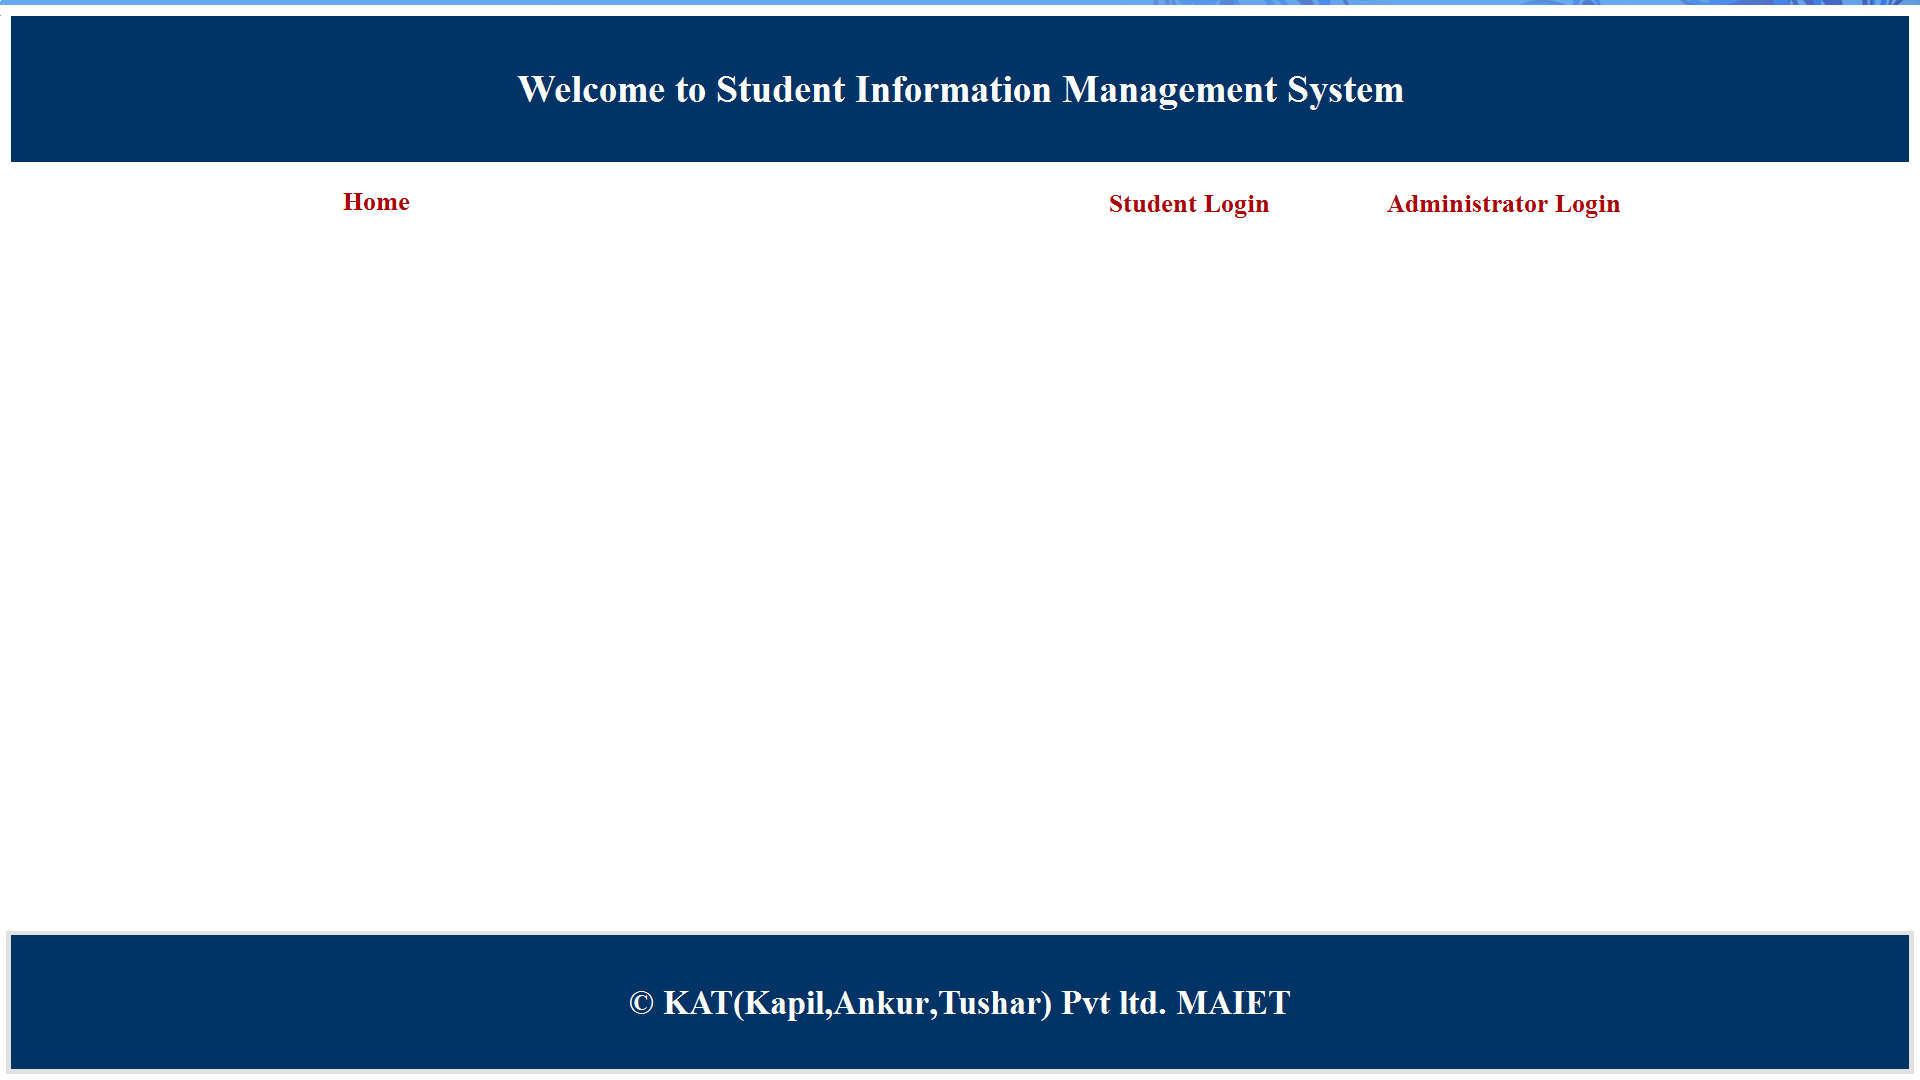 Welcome to Student Information Management System
Home Student Login Administrator Login
© KAT(Kapil,Ankur,Tushar) Pvt ltd. MAIET